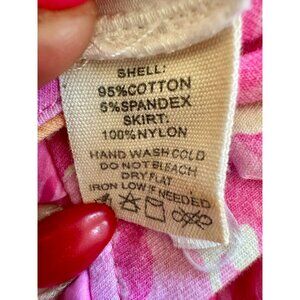 SHELL:
95%COTTON
5%SPANDEX
SKIRT:
100%NYLON
HAND WASH COLD
DO NOT BLEACH
DRY FLAT
IRON LOW IF NEEDED